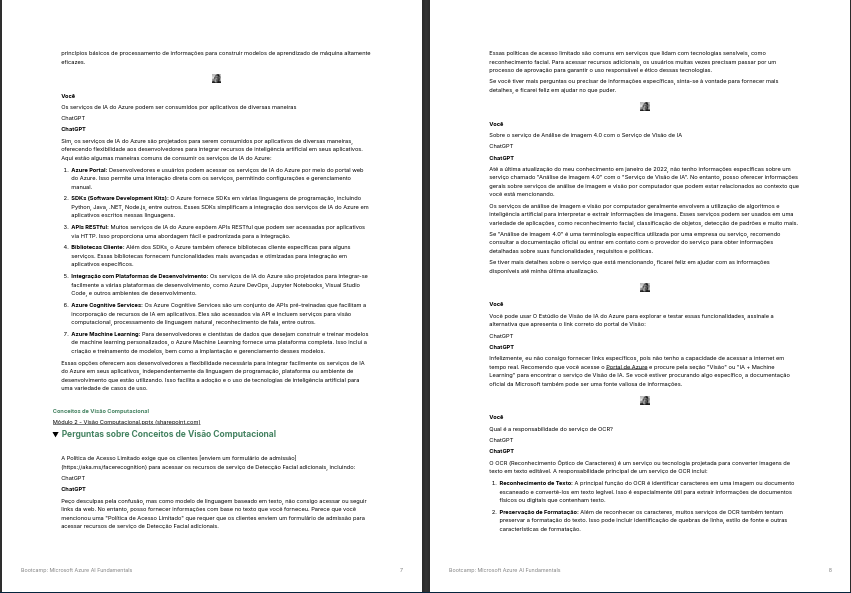 princípios básicos de processamento de informações para construir modelos de aprendizado de máquina altamente
eficazes.
Você
Os serviços de IA do Azure podem ser consumidos por aplicativos de diversas maneiras
ChatGPT
ChatGPT
Sim, os serviços de IA do Azure são projetados para serem consumidos por aplicativos de diversas maneiras,
oferecendo flexibilidade aos desenvolvedores para integrar recursos de inteligência artificial em seus aplicativos.
Aqui estão algumas maneiras comuns de consumir os serviços de IA do Azure:
1. Azure Portal: Desenvolvedores e usuários podem acessar os serviços de IA do Azure por meio do portal web
do Azure. Isso permite uma interação direta com os serviços, permitindo configurações e gerenciamento
manual.
2. SDKs (Software Development Kits): O Azure fornece SDKs em várias linguagens de programação, incluindo
Python, Java, .NET, Node.js, entre outros. Esses SDKs simplificam a integração dos serviços de IA do Azure em
aplicativos escritos nessas linguagens.
3. APIs RESTful: Muitos serviços de IA do Azure expõem APIs RESTful que podem ser acessadas por aplicativos
via HTTP. Isso proporciona uma abordagem fácil e padronizada para a integração.
4. Bibliotecas Cliente: Além dos SDKs, o Azure também oferece bibliotecas cliente específicas para alguns
serviços. Essas bibliotecas fornecem funcionalidades mais avançadas e otimizadas para integração em
aplicativos específicos.
5. Integração com Plataformas de Desenvolvimento: Os serviços de IA do Azure são projetados para integrar-se
facilmente a várias plataformas de desenvolvimento, como Azure DevOps, Jupyter Notebooks, Visual Studio
Code, e outros ambientes de desenvolvimento.
6. Azure Cognitive Services: Os Azure Cognitive Services são um conjunto de APIs pré-treinadas que facilitam a
incorporação de recursos de IA em aplicativos. Eles são acessados via API e incluem serviços para visão
computacional, processamento de linguagem natural, reconhecimento de fala, entre outros.
7. Azure Machine Learning: Para desenvolvedores e cientistas de dados que desejam construir e treinar modelos
de machine learning personalizados, o Azure Machine Learning fornece uma plataforma completa. Isso inclui a
criação e treinamento de modelos, bem como a implantação e gerenciamento desses modelos.
Essas opções oferecem aos desenvolvedores a flexibilidade necessária para integrar facilmente os serviços de IA
do Azure em seus aplicativos, independentemente da linguagem de programação, plataforma ou ambiente de
desenvolvimento que estão utilizando. Isso facilita a adoção e o uso de tecnologias de inteligência artificial para
uma variedade de casos de uso.
Conceitos de Visão Computacional
Módulo 2 - Visão Computacional.pptx (sharepoint.com)
▼ Perguntas sobre Conceitos de Visão Computacional
A Política de Acesso Limitado exige que os clientes [enviem um formulário de admissão]
(https://aka.ms/facerecognition) para acessar os recursos de serviço de Detecção Facial adicionais, incluindo:
ChatGPT
ChatGPT
Peço desculpas pela confusão, mas como modelo de linguagem baseado em texto, não consigo acessar ou seguir
links da web. No entanto, posso fornecer informações com base no texto que você forneceu. Parece que você
mencionou uma "Política de Acesso Limitado" que requer que os clientes enviem um formulário de admissão para
acessar recursos de serviço de Detecção Facial adicionais.
Bootcamp: Microsoft Azure AI Fundamentals 7
Essas políticas de acesso limitado são comuns em serviços que lidam com tecnologias sensíveis, como
reconhecimento facial. Para acessar recursos adicionais, os usuários muitas vezes precisam passar por um
processo de aprovação para garantir o uso responsável e ético dessas tecnologias.
Se você tiver mais perguntas ou precisar de informações específicas, sinta-se à vontade para fornecer mais
detalhes, e ficarei feliz em ajudar no que puder.
Você
Sobre o serviço de Análise de Imagem 4.0 com o Serviço de Visão de IA
ChatGPT
ChatGPT
Até a última atualização do meu conhecimento em janeiro de 2022, não tenho informações específicas sobre um
serviço chamado "Análise de Imagem 4.0" com o "Serviço de Visão de IA". No entanto, posso oferecer informações
gerais sobre serviços de análise de imagem e visão por computador que podem estar relacionados ao contexto que
você está mencionando.
Os serviços de análise de imagem e visão por computador geralmente envolvem a utilização de algoritmos e
inteligência artificial para interpretar e extrair informações de imagens. Esses serviços podem ser usados em uma
variedade de aplicações, como reconhecimento facial, classificação de objetos, detecção de padrões e muito mais.
Se "Análise de Imagem 4.0" é uma terminologia específica utilizada por uma empresa ou serviço, recomendo
consultar a documentação oficial ou entrar em contato com o provedor do serviço para obter informações
detalhadas sobre suas funcionalidades, requisitos e políticas.
Se tiver mais detalhes sobre o serviço que está mencionando, ficarei feliz em ajudar com as informações
disponíveis até minha última atualização.
Você
Você pode usar O Estúdio de Visão de IA do Azure para explorar e testar essas funcionalidades, assinale a
alternativa que apresenta o link correto do portal de Visão:
ChatGPT
ChatGPT
Infelizmente, eu não consigo fornecer links específicos, pois não tenho a capacidade de acessar a internet em
tempo real. Recomendo que você acesse o Portal de Azure e procure pela seção "Visão" ou "IA + Machine
Learning" para encontrar o serviço de Visão de IA. Se você estiver procurando algo específico, a documentação
oficial da Microsoft também pode ser uma fonte valiosa de informações.
Você
Qual é a responsabilidade do serviço de OCR?
ChatGPT
ChatGPT
O OCR (Reconhecimento Óptico de Caracteres) é um serviço ou tecnologia projetada para converter imagens de
texto em texto editável. A responsabilidade principal de um serviço de OCR inclui:
1. Reconhecimento de Texto: A principal função do OCR é identificar caracteres em uma imagem ou documento
escaneado e convertê-los em texto legível. Isso é especialmente útil para extrair informações de documentos
físicos ou digitais que contenham texto.
2. Preservação de Formatação: Além de reconhecer os caracteres, muitos serviços de OCR também tentam
preservar a formatação do texto. Isso pode incluir identificação de quebras de linha, estilo de fonte e outras
características de formatação.
Bootcamp: Microsoft Azure AI Fundamentals 8